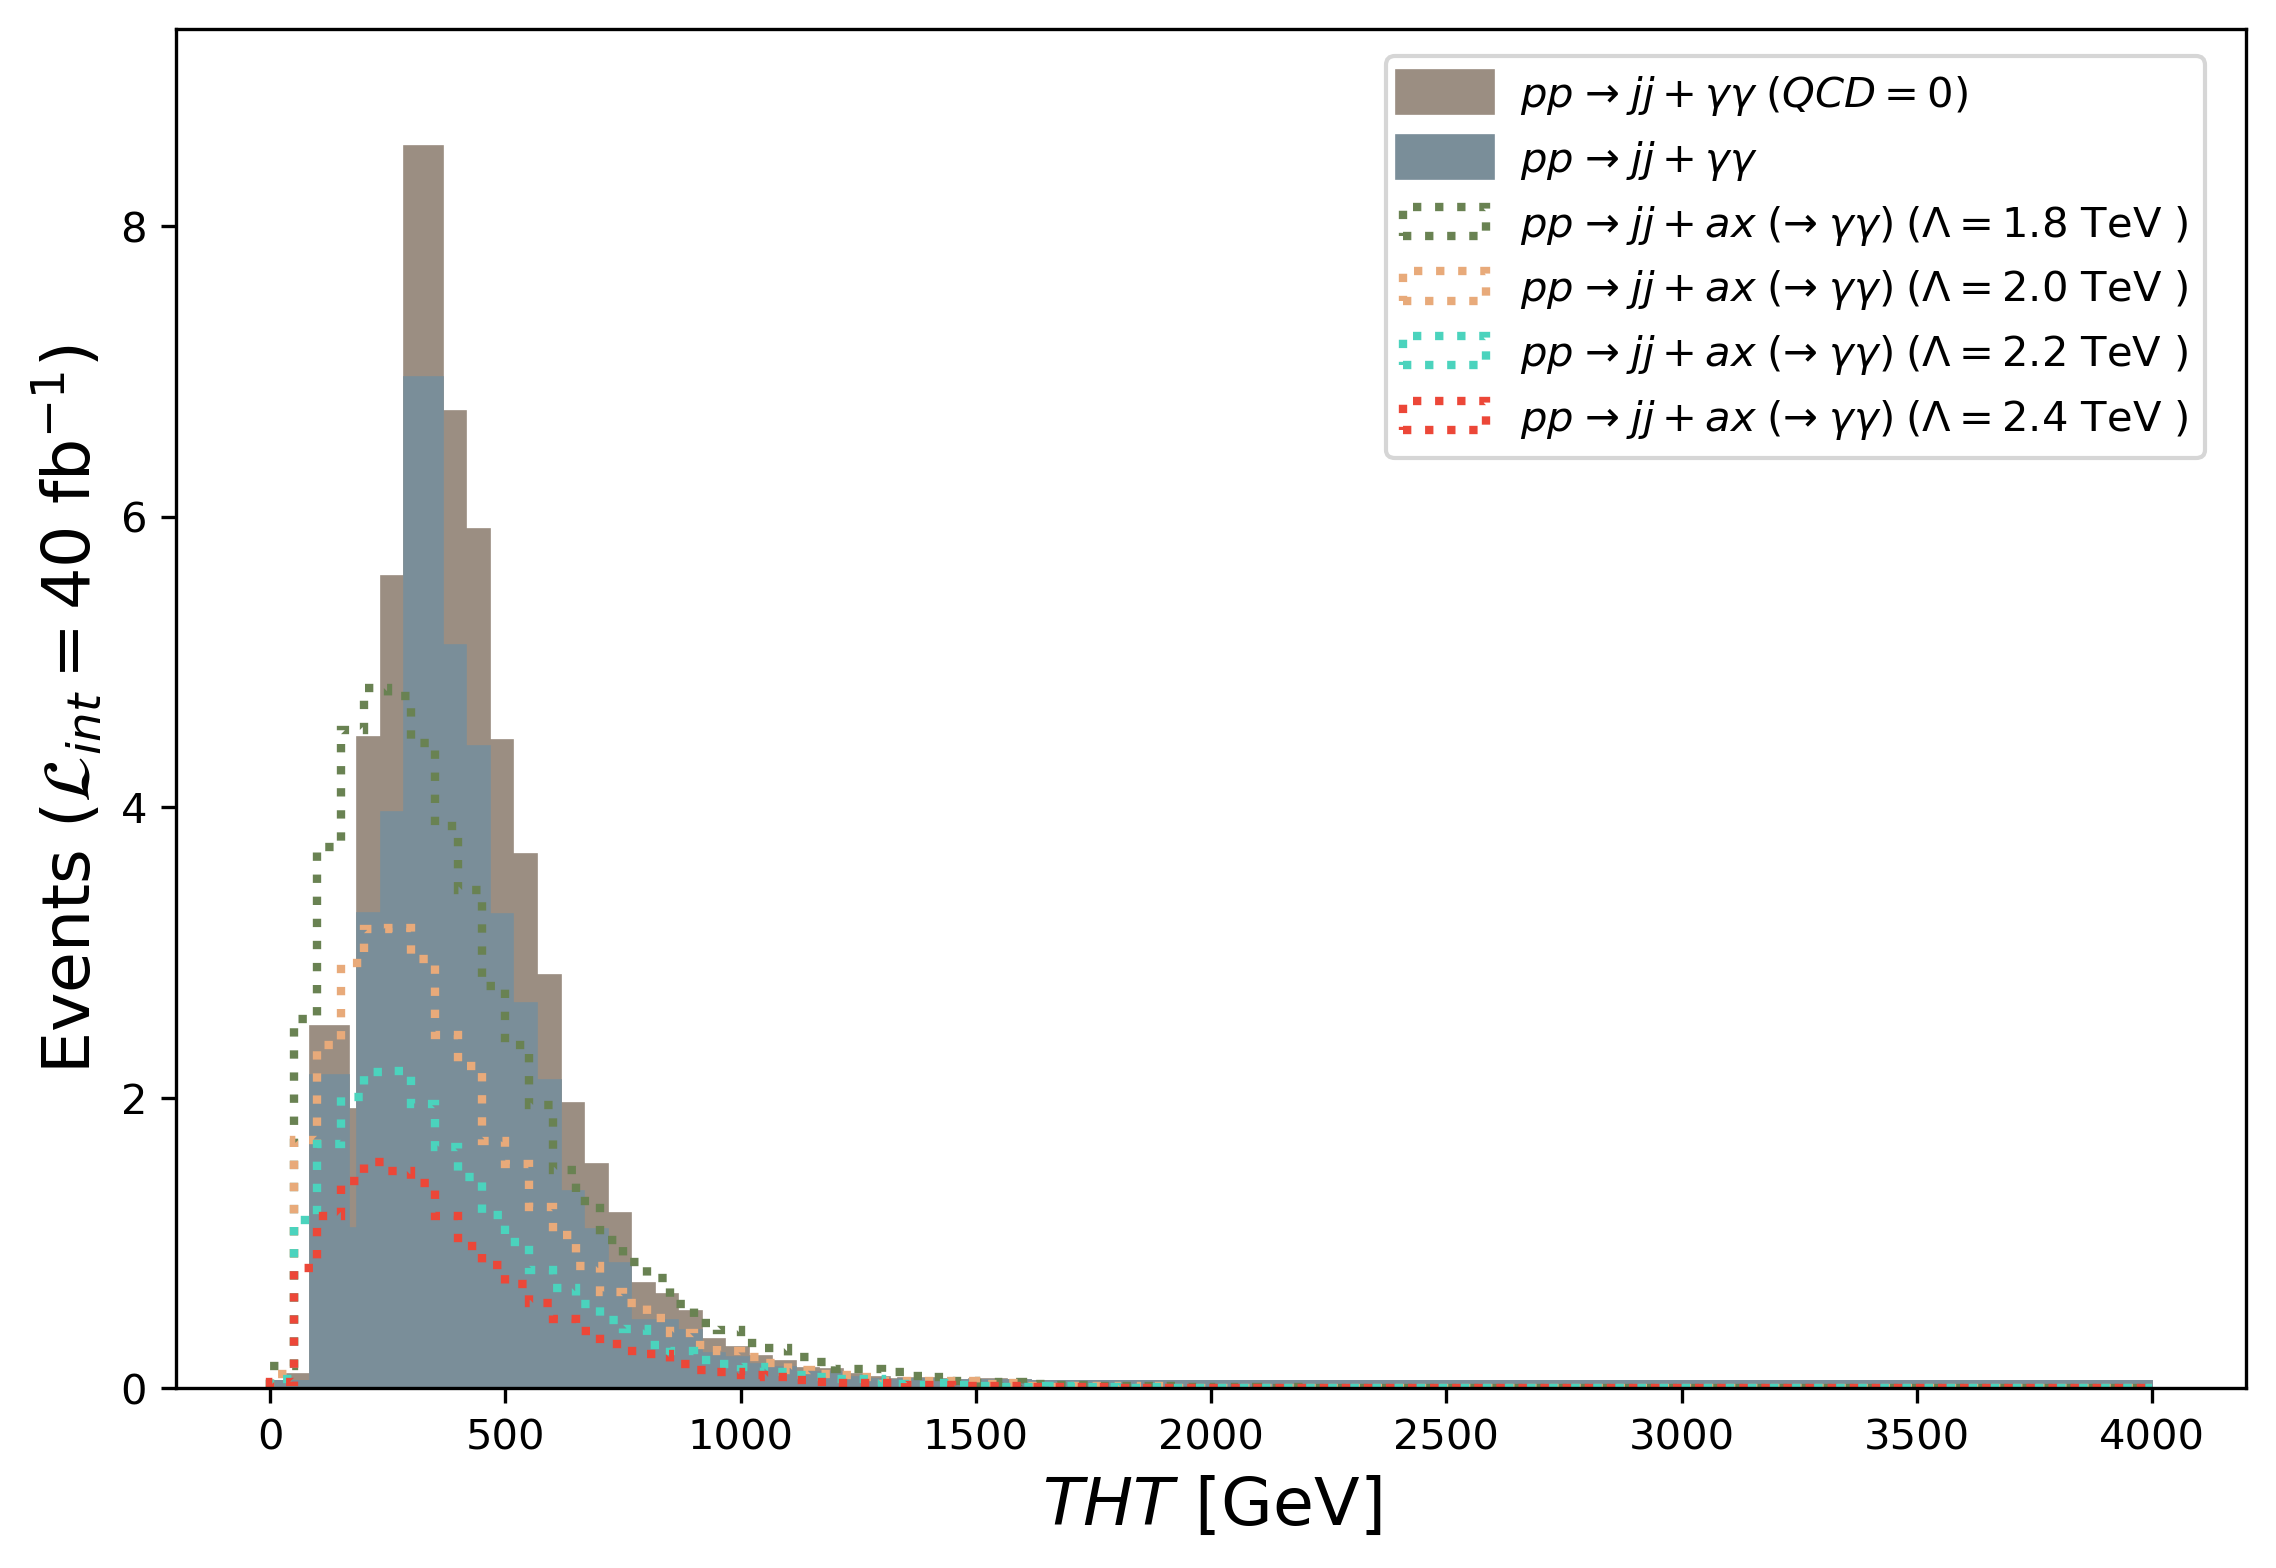 pp → jj + γγ (QCD = 0)
pp → jj + γγ
pp → jj + ax (→ γγ) (Λ = 1.8 TeV )
pp → jj + ax (→ γγ) (Λ = 2.0 TeV )
pp → jj + ax (→ γγ) (Λ = 2.2 TeV )
pp → jj + ax (→ γγ) (Λ = 2.4 TeV )
Events (ℒ_int = 40 fb⁻¹)
8
6
4
2
0
0 500 1000 1500 2000 2500 3000 3500 4000
THT [GeV]